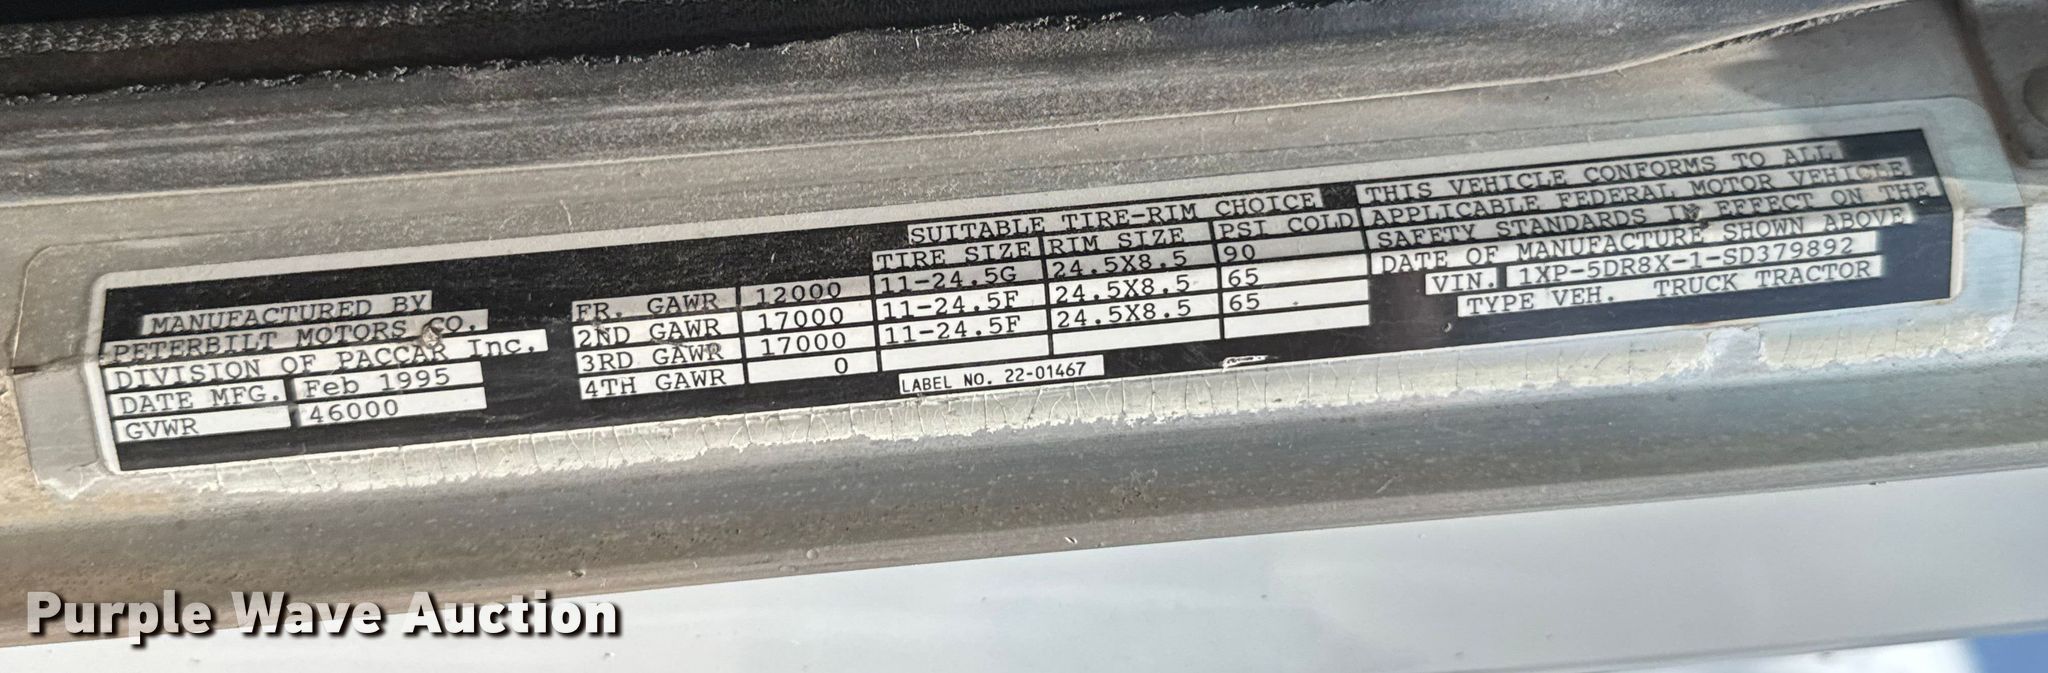 MANUFACTURED BY
PETERBILT MOTORS CO.
DIVISION OF PACCAR Inc.
DATE MFG. Feb 1995
GVWR 46000
SUITABLE TIRE-RIM CHOICE
TIRE SIZE RIM SIZE PSI COLD
FR. GAWR 12000 11-24.5G 24.5X8.5 90
2ND GAWR 17000 11-24.5F 24.5X8.5 65
3RD GAWR 17000 11-24.5F 24.5X8.5 65
4TH GAWR 0
LABEL NO. 22-01467
THIS VEHICLE CONFORMS TO ALL
APPLICABLE FEDERAL MOTOR VEHICLE
SAFETY STANDARDS IN EFFECT ON THE
DATE OF MANUFACTURE SHOWN ABOVE
VIN. 1XP-5DR8X-1-SD379892
TYPE VEH. TRUCK TRACTOR
Purple Wave Auction